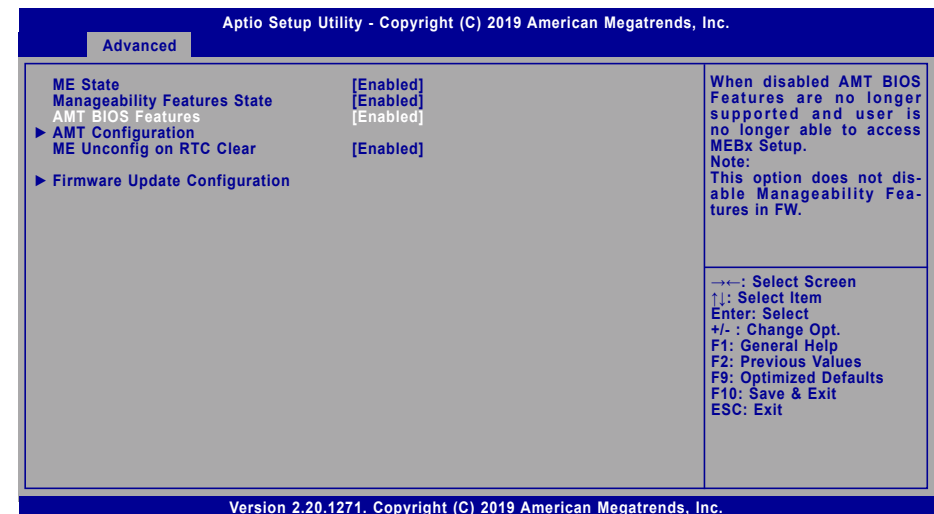 Aptio Setup Utility - Copyright (C) 2019 American Megatrends, Inc.
Advanced
ME State [Enabled]
Manageability Features State [Enabled]
AMT BIOS Features [Enabled]
► AMT Configuration
ME Unconfig on RTC Clear [Enabled]
► Firmware Update Configuration
When disabled AMT BIOS
Features are no longer
supported and user is
no longer able to access
MEBx Setup.
Note:
This option does not dis-
able Manageability Fea-
tures in FW.
→←: Select Screen
↑↓: Select Item
Enter: Select
+/- : Change Opt.
F1: General Help
F2: Previous Values
F9: Optimized Defaults
F10: Save & Exit
ESC: Exit
Version 2.20.1271. Copyright (C) 2019 American Megatrends, Inc.